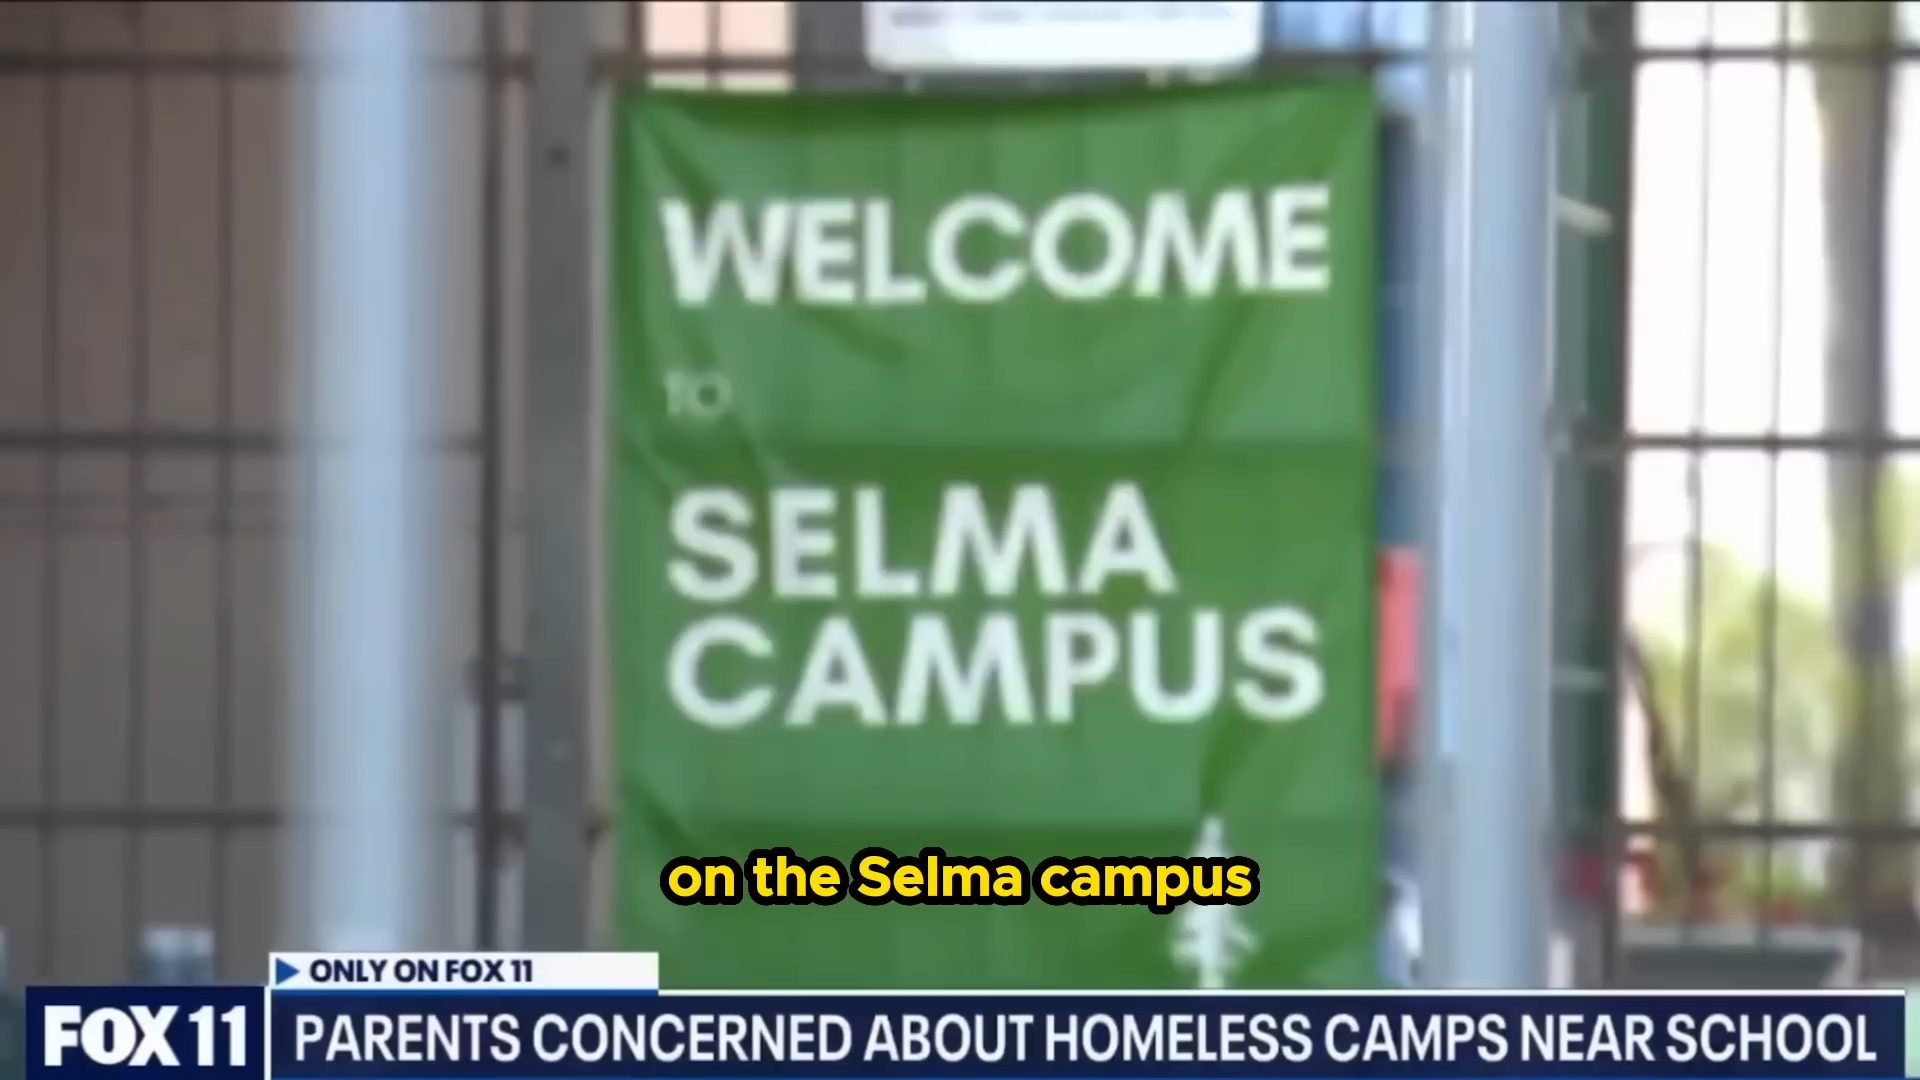 WELCOME
TO
SELMA
CAMPUS
on the Selma campus
ONLY ON FOX 11
FOX 11
PARENTS CONCERNED ABOUT HOMELESS CAMPS NEAR SCHOOL